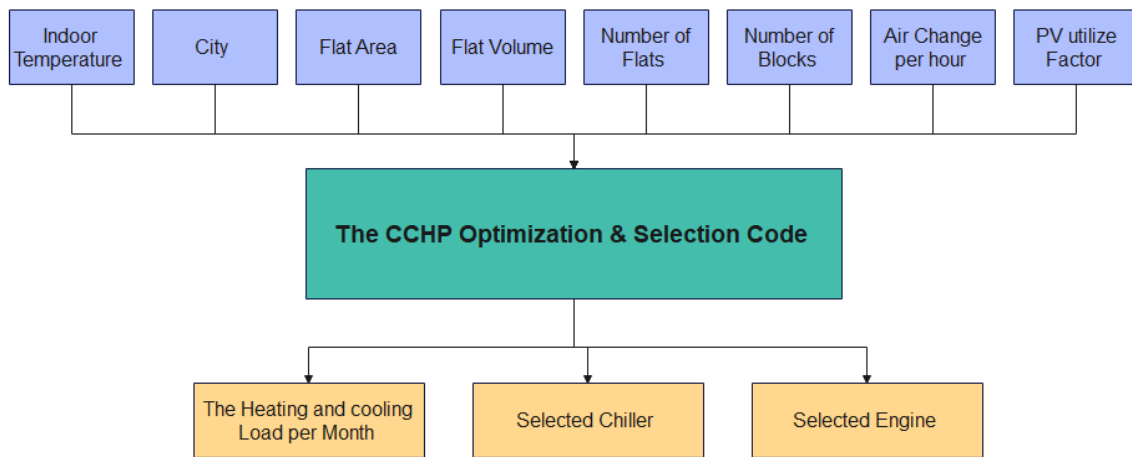 Indoor
Temperature
City
Flat Area
Flat Volume
Number of
Flats
Number of
Blocks
Air Change
per hour
PV utilize
Factor
The CCHP Optimization & Selection Code
The Heating and cooling
Load per Month
Selected Chiller
Selected Engine